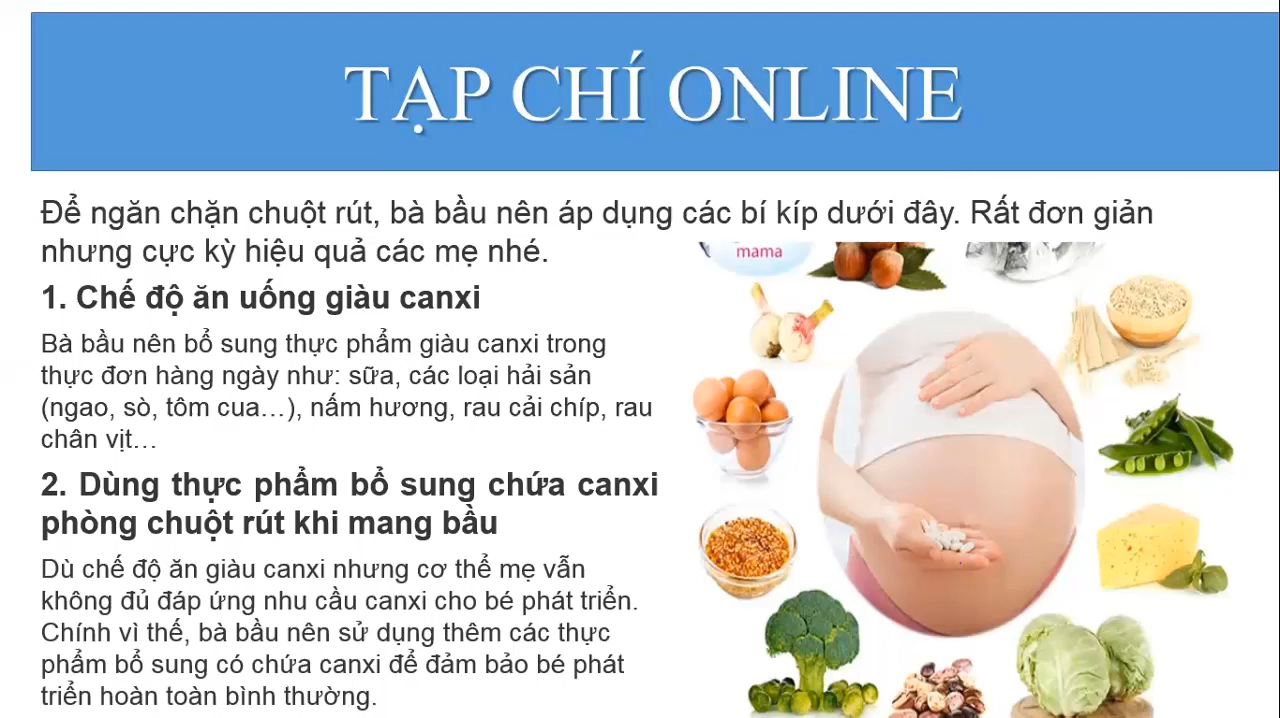 TẠP CHÍ ONLINE
Để ngăn chặn chuột rút, bà bầu nên áp dụng các bí kíp dưới đây. Rất đơn giản
nhưng cực kỳ hiệu quả các mẹ nhé.
mama
1. Chế độ ăn uống giàu canxi
Bà bầu nên bổ sung thực phẩm giàu canxi trong
thực đơn hàng ngày như: sữa, các loại hải sản
(ngao, sò, tôm cua…), nấm hương, rau cải chíp, rau
chân vịt…
2. Dùng thực phẩm bổ sung chứa canxi
phòng chuột rút khi mang bầu
Dù chế độ ăn giàu canxi nhưng cơ thể mẹ vẫn
không đủ đáp ứng nhu cầu canxi cho bé phát triển.
Chính vì thế, bà bầu nên sử dụng thêm các thực
phẩm bổ sung có chứa canxi để đảm bảo bé phát
triển hoàn toàn bình thường.